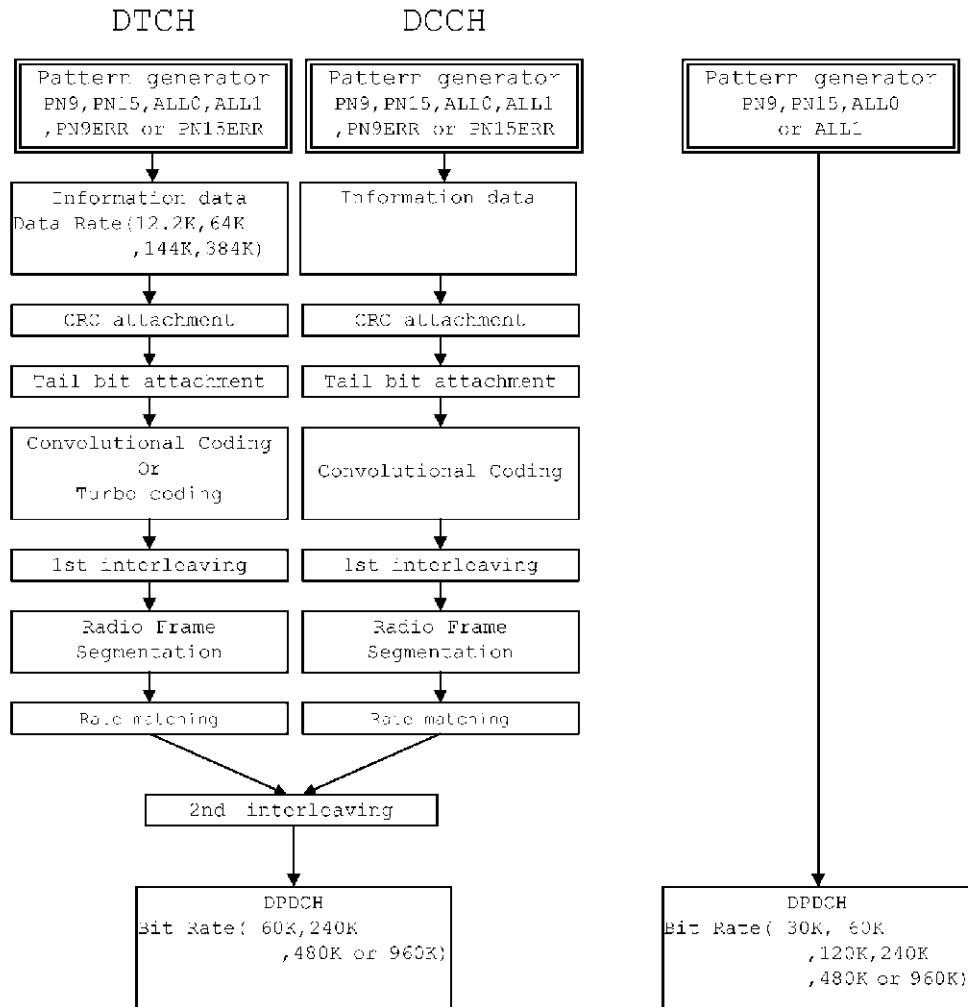 DTCH
DCCH
Pattern generator
PN9,PN15,ALL0,ALL1
,PN9ERR or PN15ERR
Pattern generator
PN9,PN15,ALL0,ALL1
,PN9ERR or PN15ERR
Pattern generator
PN9,PN15,ALL0
or ALL1
Information data
Data Rate(12.2K,64K
,144K,384K)
Information data
CRC attachment
CRC attachment
Tail bit attachment
Tail bit attachment
Convolutional Coding
Or
Turbo coding
Convolutional Coding
1st interleaving
1st interleaving
Radio Frame
Segmentation
Radio Frame
Segmentation
Rate matching
Rate matching
2nd interleaving
DPDCH
Bit Rate( 60K,240K
,480K or 960K)
DPDCH
Bit Rate( 30K, 60K
,120K,240K
,480K or 960K)